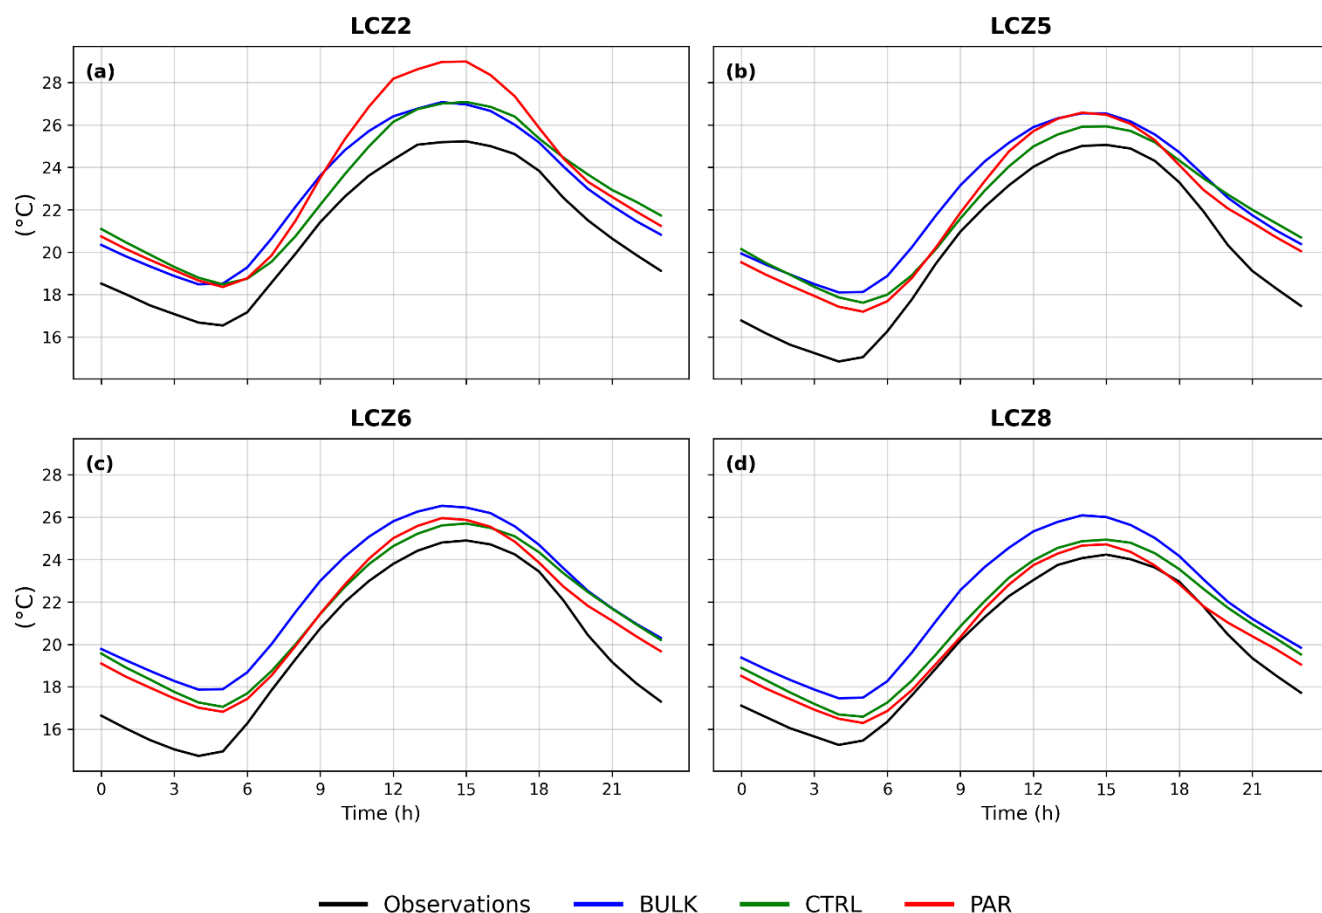 LCZ2
LCZ5
(a)
(b)
28
26
24
22
20
18
16
(°C)
LCZ6
LCZ8
(c)
(d)
28
26
24
22
20
18
16
(°C)
0 3 6 9 12 15 18 21
0 3 6 9 12 15 18 21
Time (h)
Time (h)
Observations BULK CTRL PAR